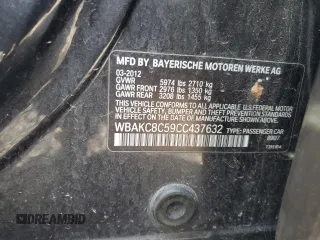 MFD BY BAYERISCHE MOTOREN WERKE AG
03-2012
GVWR 5974 lbs 2710 kg
GAWR FRONT 2976 lbs 1350 kg
GAWR REAR 3208 lbs 1455 kg
THIS VEHICLE CONFORMS TO ALL APPLICABLE U.S. FEDERAL MOTOR
VEHICLE SAFETY, BUMPER, AND THEFT
PREVENTION STANDARDS IN EFFECT ON THE
DATE OF MANUFACTURE SHOWN ABOVE.
WBAKC8C59CC437632
TYPE: PASSENGER CAR
© AUTOBIDMASTER